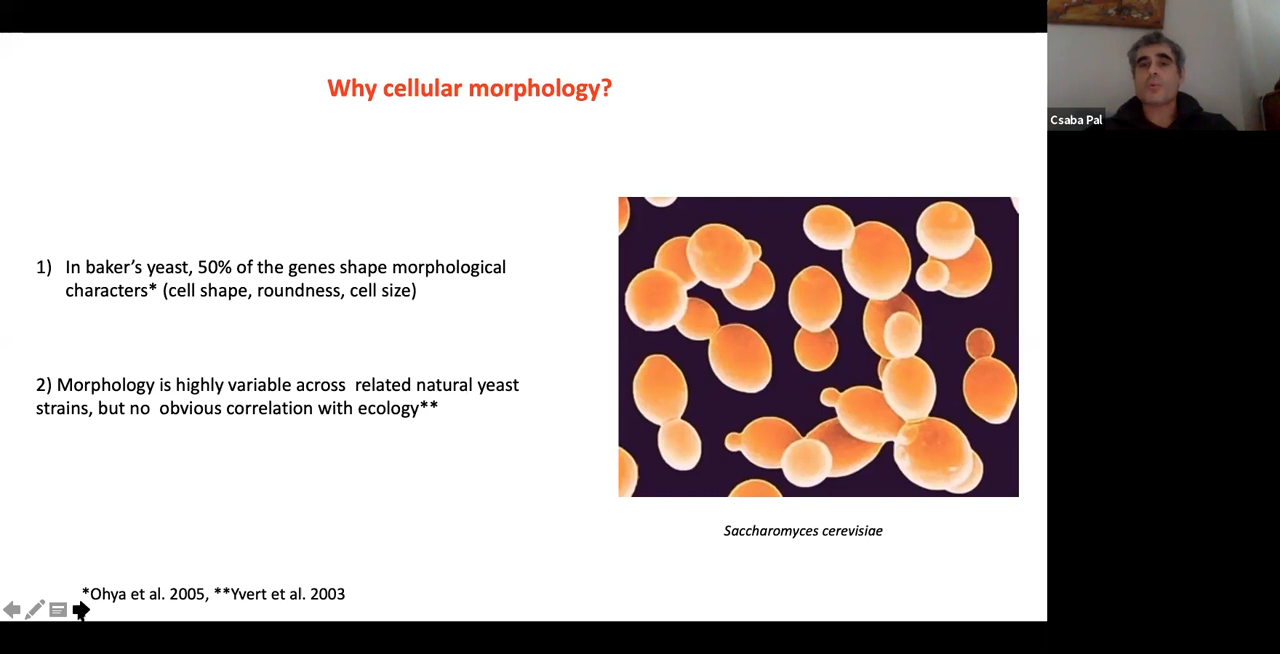 Why cellular morphology?
Csaba Pal
1) In baker’s yeast, 50% of the genes shape morphological
characters* (cell shape, roundness, cell size)
2) Morphology is highly variable across related natural yeast
strains, but no obvious correlation with ecology**
Saccharomyces cerevisiae
*Ohya et al. 2005, **Yvert et al. 2003